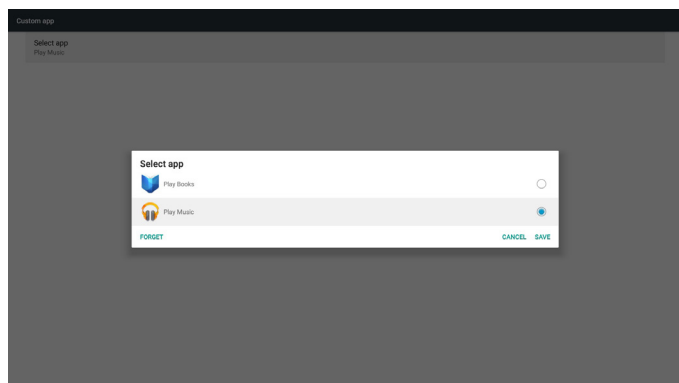 Custom app
Select app
Play Music
Select app
Play Books
Play Music
FORGET CANCEL SAVE